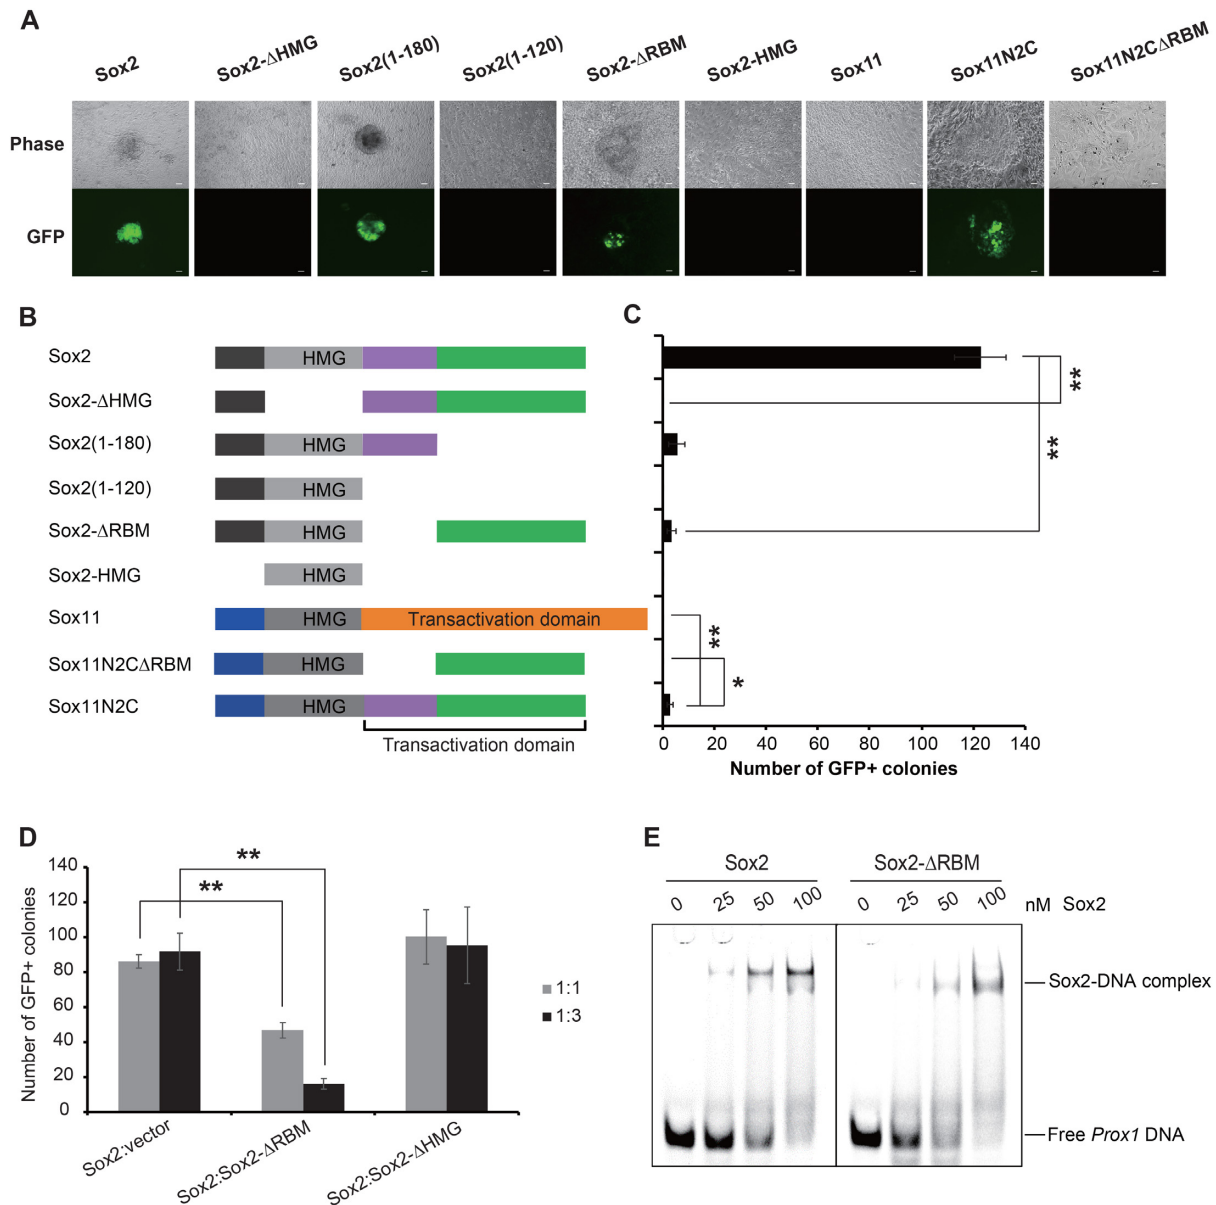 A
Sox2
Sox2-ΔHMG
Sox2(1-180)
Sox2(1-120)
Sox2-ΔRBM
Sox2-HMG
Sox11
Sox11N2C
Sox11N2CΔRBM
Phase
GFP
B
Sox2
HMG
Sox2-ΔHMG
Sox2(1-180)
HMG
Sox2(1-120)
HMG
Sox2-ΔRBM
HMG
Sox2-HMG
HMG
Sox11
HMG
Transactivation domain
Sox11N2CΔRBM
HMG
Sox11N2C
HMG
Transactivation domain
C
**
**
**
*
0 20 40 60 80 100 120 140
Number of GFP+ colonies
D
140
120
100
80
60
40
20
0
Number of GFP+ colonies
**
**
1:1
1:3
Sox2:vector
Sox2:Sox2-ΔRBM
Sox2:Sox2-ΔHMG
E
Sox2
Sox2-ΔRBM
0 25 50 100 0 25 50 100 nM Sox2
Sox2-DNA complex
Free Prox1 DNA